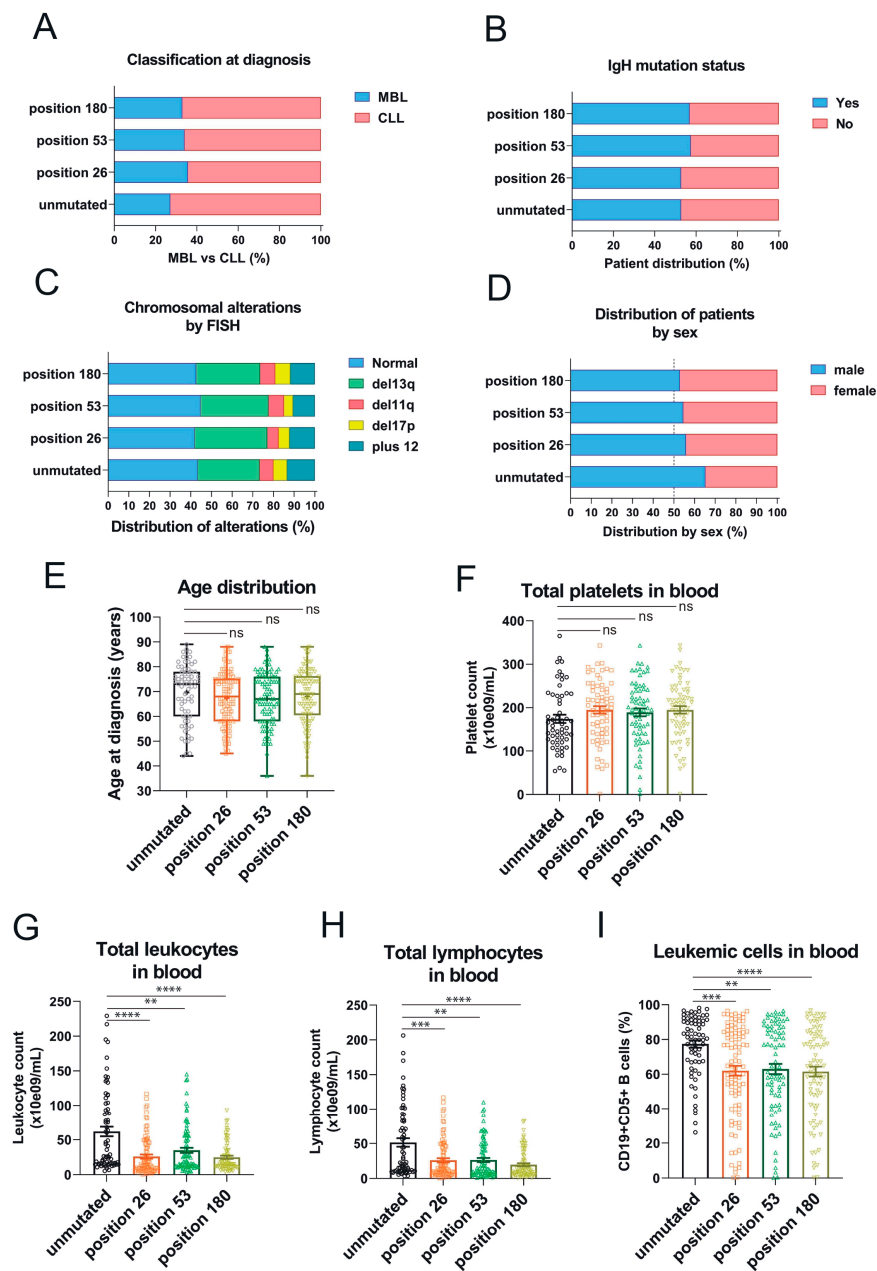 A
Classification at diagnosis
position 180
position 53
position 26
unmutated
0 20 40 60 80 100
MBL vs CLL (%)
MBL
CLL
B
IgH mutation status
position 180
position 53
position 26
unmutated
0 20 40 60 80 100
Patient distribution (%)
Yes
No
C
Chromosomal alterations
by FISH
position 180
position 53
position 26
unmutated
0 10 20 30 40 50 60 70 80 90 100
Distribution of alterations (%)
Normal
del13q
del11q
del17p
plus 12
D
Distribution of patients
by sex
position 180
position 53
position 26
unmutated
0 10 20 30 40 50 60 70 80 90 100
Distribution by sex (%)
male
female
E
Age distribution
ns
ns
ns
Age at diagnosis (years)
100
90
80
70
60
50
40
30
unmutated
position 26
position 53
position 180
F
Total platelets in blood
ns
ns
ns
Platelet count
(x10e09/mL)
400
300
200
100
0
unmutated
position 26
position 53
position 180
G
Total leukocytes
in blood
****
**
****
Leukocyte count
(x10e09/mL)
250
200
150
100
50
0
unmutated
position 26
position 53
position 180
H
Total lymphocytes
in blood
****
**
***
Lymphocyte count
(x10e09/mL)
250
200
150
100
50
0
unmutated
position 26
position 53
position 180
I
Leukemic cells in blood
****
**
***
CD19+CD5+ B cells (%)
100
80
60
40
20
0
unmutated
position 26
position 53
position 180